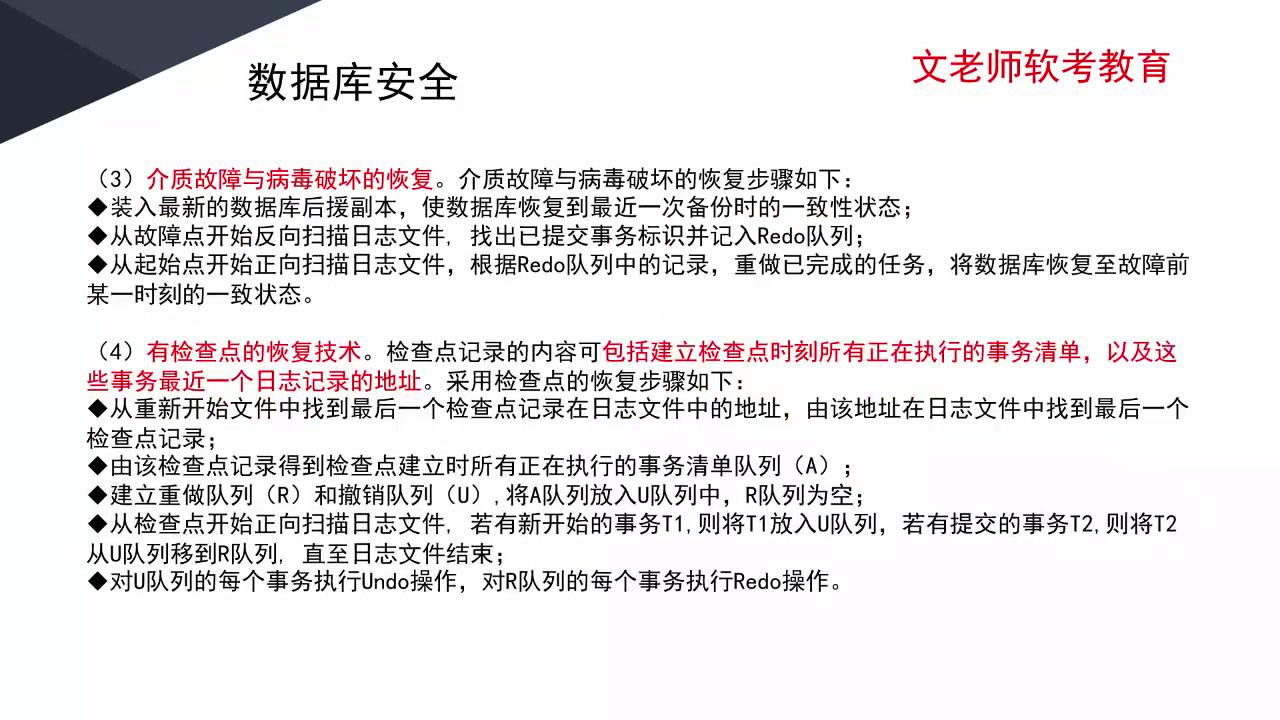 数据库安全
文老师软考教育
（3）介质故障与病毒破坏的恢复。介质故障与病毒破坏的恢复步骤如下：
◆装入最新的数据库后援副本，使数据库恢复到最近一次备份时的一致性状态；
◆从故障点开始反向扫描日志文件, 找出已提交事务标识并记入Redo队列；
◆从起始点开始正向扫描日志文件，根据Redo队列中的记录，重做已完成的任务，将数据库恢复至故障前
某一时刻的一致状态。
（4）有检查点的恢复技术。检查点记录的内容可包括建立检查点时刻所有正在执行的事务清单，以及这
些事务最近一个日志记录的地址。采用检查点的恢复步骤如下：
◆从重新开始文件中找到最后一个检查点记录在日志文件中的地址，由该地址在日志文件中找到最后一个
检查点记录；
◆由该检查点记录得到检查点建立时所有正在执行的事务清单队列（A）；
◆建立重做队列（R）和撤销队列（U）,将A队列放入U队列中，R队列为空；
◆从检查点开始正向扫描日志文件, 若有新开始的事务T1,则将T1放入U队列，若有提交的事务T2,则将T2
从U队列移到R队列, 直至日志文件结束；
◆对U队列的每个事务执行Undo操作，对R队列的每个事务执行Redo操作。